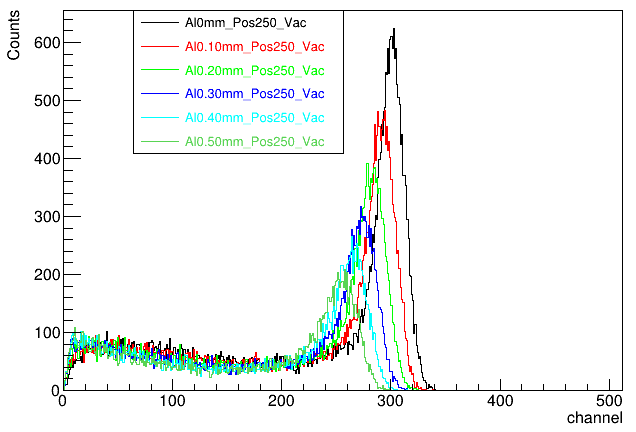 Counts
Al0mm_Pos250_Vac
Al0.10mm_Pos250_Vac
Al0.20mm_Pos250_Vac
Al0.30mm_Pos250_Vac
Al0.40mm_Pos250_Vac
Al0.50mm_Pos250_Vac
600
500
400
300
200
100
0
0 100 200 300 400 500
channel